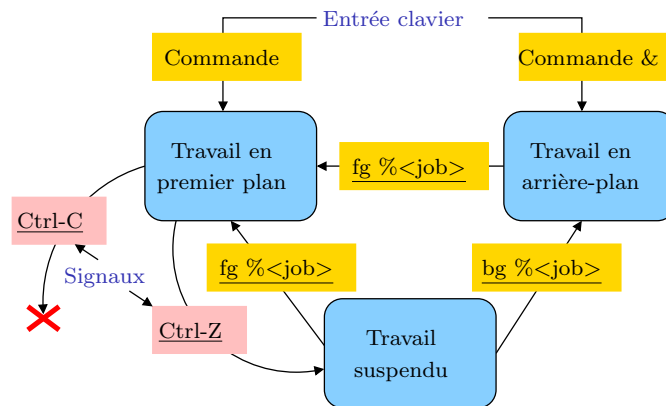 Entrée clavier
Commande
Commande &
Travail en
premier plan
fg %<job>
Travail en
arrière-plan
Ctrl-C
Signaux
fg %<job>
bg %<job>
Ctrl-Z
Travail
suspendu